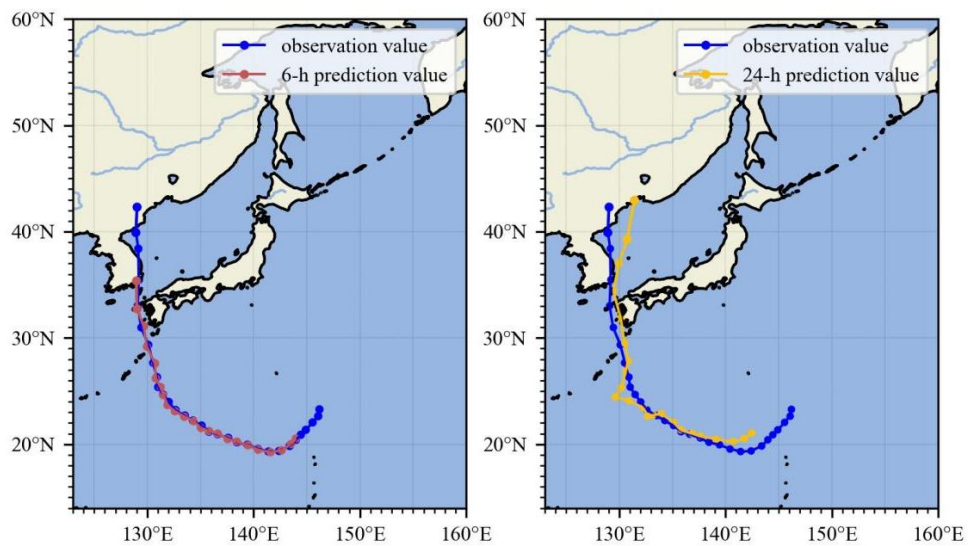 60°N
50°N
40°N
30°N
20°N
130°E 140°E 150°E 160°E
observation value
6-h prediction value
60°N
50°N
40°N
30°N
20°N
130°E 140°E 150°E 160°E
observation value
24-h prediction value